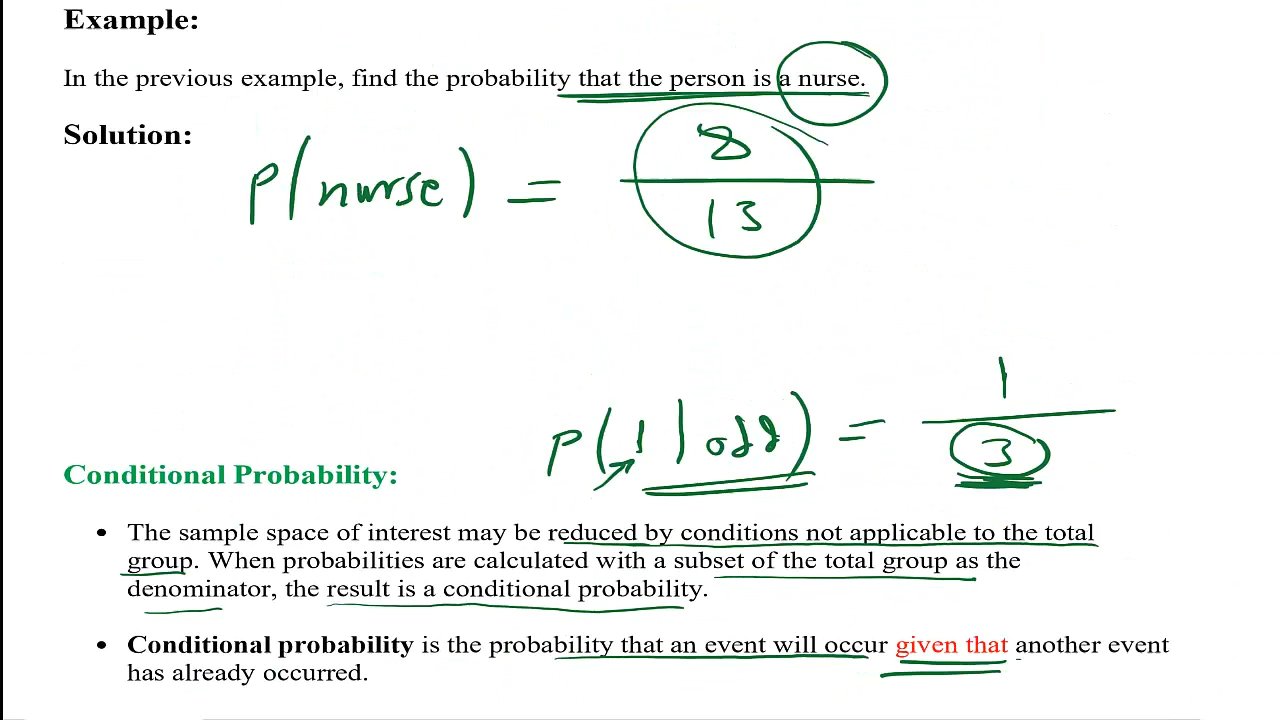 Example:
In the previous example, find the probability that the person is a nurse.
Solution:
P(nurse) = 8/13
P(1|odd) = 1/3
Conditional Probability:
• The sample space of interest may be reduced by conditions not applicable to the total
group. When probabilities are calculated with a subset of the total group as the
denominator, the result is a conditional probability.
• Conditional probability is the probability that an event will occur given that another event
has already occurred.